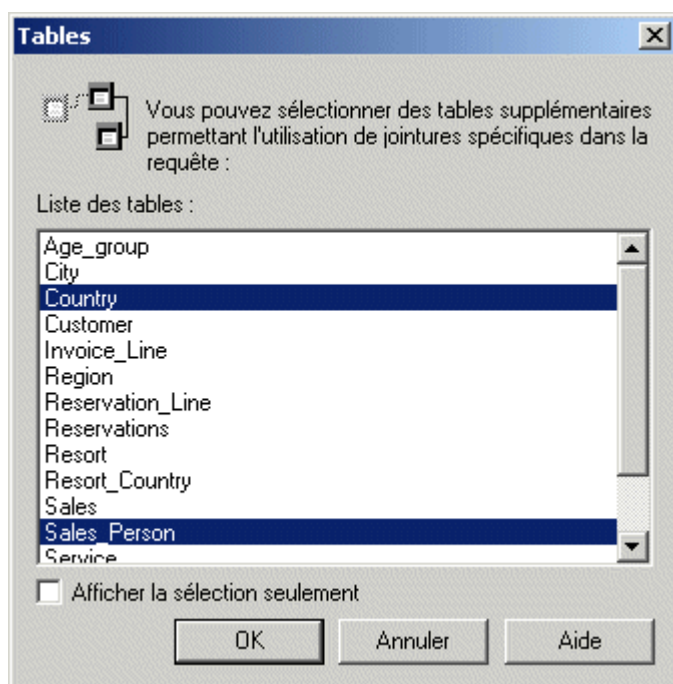 Tables
Vous pouvez sélectionner des tables supplémentaires
permettant l'utilisation de jointures spécifiques dans la
requête :
Liste des tables :
Age_group
City
Country
Customer
Invoice_Line
Region
Reservation_Line
Reservations
Resort
Resort_Country
Sales
Sales_Person
Service
Afficher la sélection seulement
OK
Annuler
Aide